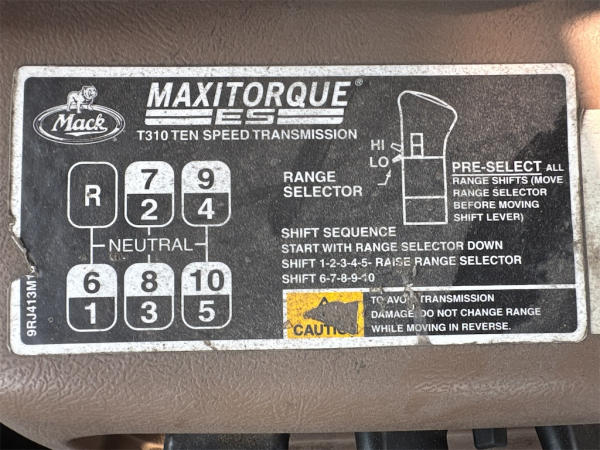 Mack
MAXITORQUE®
ES
T310 TEN SPEED TRANSMISSION
R
7
2
9
4
NEUTRAL
6
1
8
3
10
5
9RJ413M1
HI
LO
RANGE
SELECTOR
PRE-SELECT ALL
RANGE SHIFTS (MOVE
RANGE SELECTOR
BEFORE MOVING
SHIFT LEVER)
SHIFT SEQUENCE
START WITH RANGE SELECTOR DOWN
SHIFT 1-2-3-4-5- RAISE RANGE SELECTOR
SHIFT 6-7-8-9-10
CAUTION
TO AVOID TRANSMISSION
DAMAGE: DO NOT CHANGE RANGE
WHILE MOVING IN REVERSE.